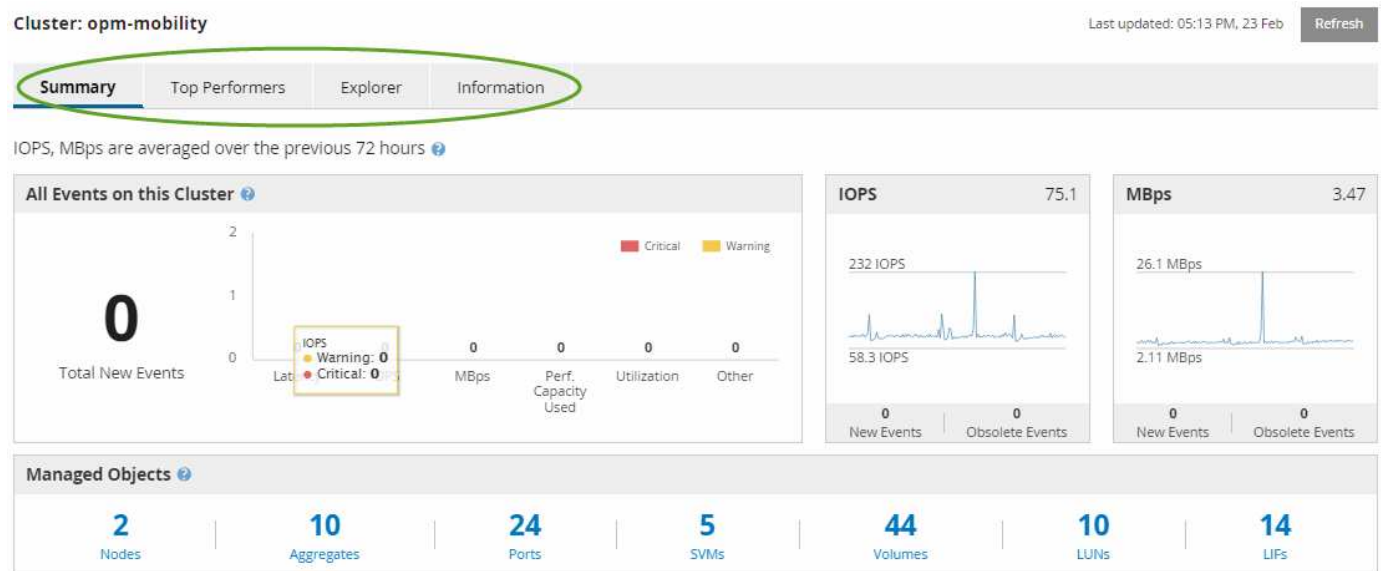 Cluster: opm-mobility
Last updated: 05:13 PM, 23 Feb
Refresh
Summary
Top Performers
Explorer
Information
IOPS, MBps are averaged over the previous 72 hours
All Events on this Cluster
0
Total New Events
2
1
0
Critical
Warning
IOPS
Warning: 0
Critical: 0
0
0
0
0
MBps
Perf.
Capacity
Used
Utilization
Other
IOPS 75.1
232 IOPS
58.3 IOPS
0
New Events
0
Obsolete Events
MBps 3.47
26.1 MBps
2.11 MBps
0
New Events
0
Obsolete Events
Managed Objects
2
Nodes
10
Aggregates
24
Ports
5
SVMs
44
Volumes
10
LUNs
14
LIFs